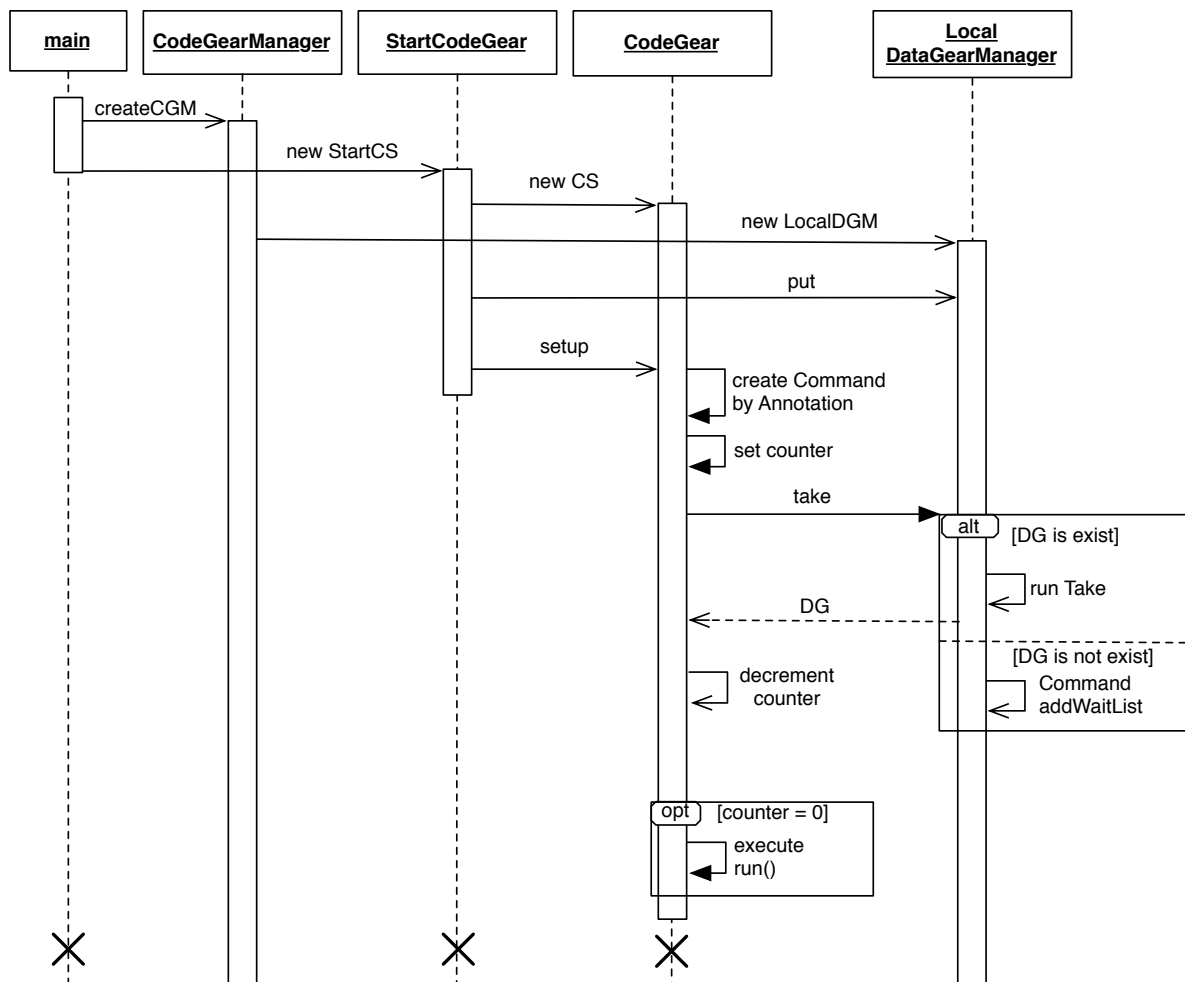 main
CodeGearManager
StartCodeGear
CodeGear
Local
DataGearManager
createCGM
new StartCS
new CS
new LocalDGM
put
setup
create Command
by Annotation
set counter
take
alt
[DG is exist]
run Take
DG
[DG is not exist]
decrement
counter
Command
addWaitList
opt
[counter = 0]
execute
run()